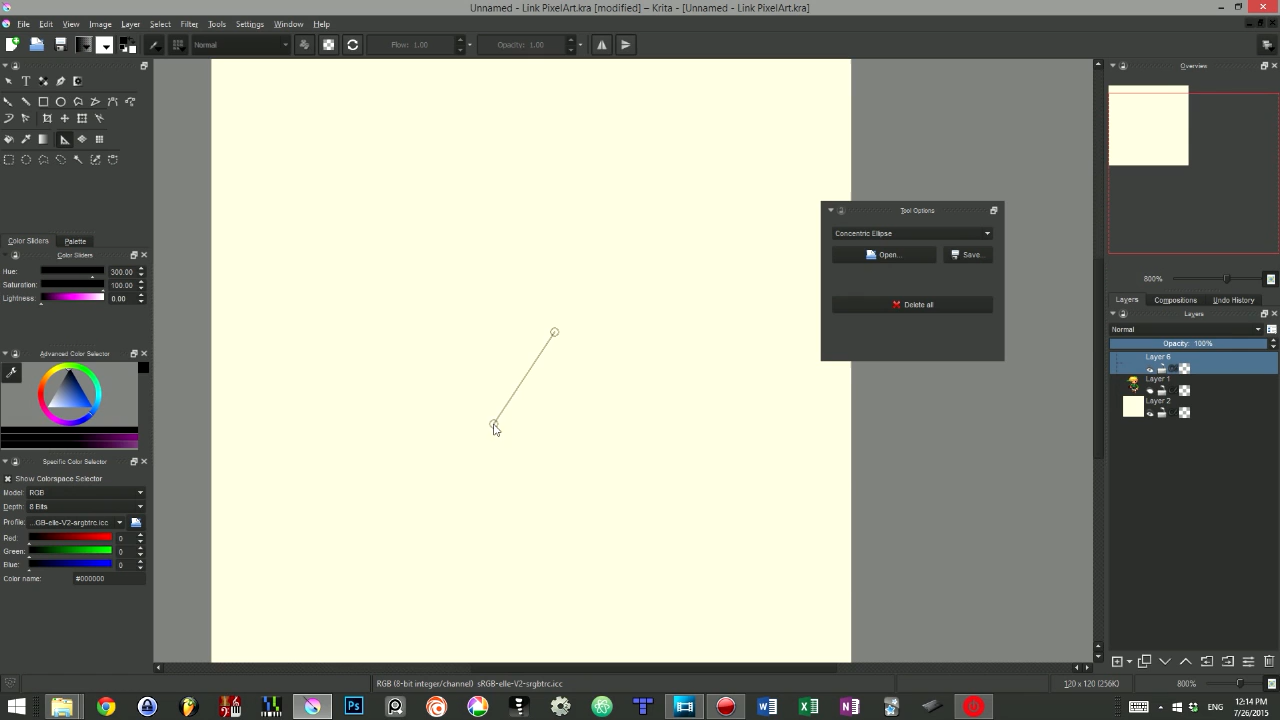 Unnamed - Link PixelArt.kra [modified] – Krita - [Unnamed - Link PixelArt.kra]
File Edit View Image Layer Select Filter Tools Settings Window Help
Normal Flow: 1.00 Opacity: 1.00
Overview
Tool Options
Concentric Ellipse
Open... Save...
Delete all
Color Sliders Palette
Color Sliders
Hue: 300.00
Saturation: 100.00
Lightness: 0.00
Advanced Color Selector
Specific Color Selector
Show Colorspace Selector
Model: RGB
Depth: 8 Bits
Profile: ...GB-elle-V2-srgbtrc.icc
Red: 0
Green: 0
Blue: 0
Color name: #000000
800%
Layers Compositions Undo History
Layers
Normal
Opacity: 100%
Layer 6
Layer 1
Layer 2
RGB (8-bit integer/channel) sRGB-elle-V2-srgbtrc.icc
120 x 120 (256K) 800%
ENG
12:14 PM
7/26/2015